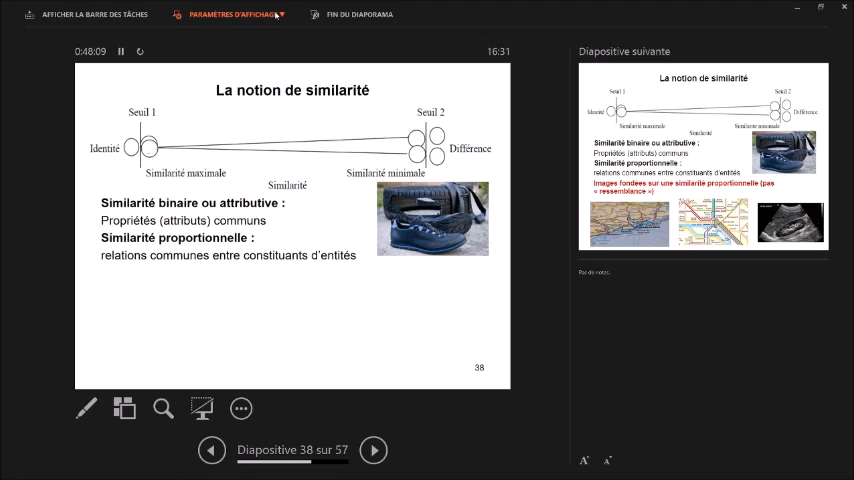 AFFICHER LA BARRE DES TÂCHES
PARAMÈTRES D'AFFICHAGE
FIN DU DIAPORAMA
0:48:09
16:31
La notion de similarité
Seuil 1
Seuil 2
Identité
Différence
Similarité maximale
Similarité minimale
Similarité
Similarité binaire ou attributive :
Propriétés (attributs) communs
Similarité proportionnelle :
relations communes entre constituants d'entités
38
Diapositive 38 sur 57
Diapositive suivante
La notion de similarité
Seuil 1
Seuil 2
Identité
Différence
Similarité maximale
Similarité minimale
Similarité
Similarité binaire ou attributive :
Propriétés (attributs) communs
Similarité proportionnelle :
relations communes entre constituants d'entités
Images fondées sur une similarité proportionnelle (pas
« ressemblance »)
Pas de notes.
A
A